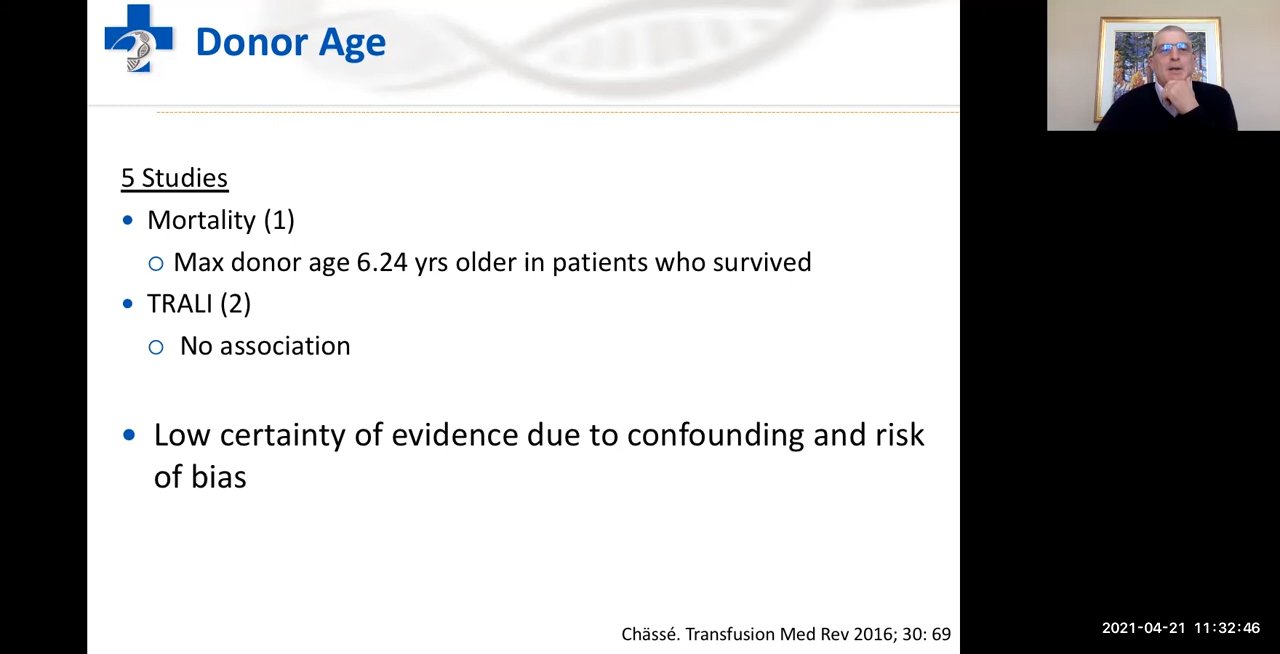 Donor Age
5 Studies
• Mortality (1)
○ Max donor age 6.24 yrs older in patients who survived
• TRALI (2)
○ No association
• Low certainty of evidence due to confounding and risk
of bias
Chässé. Transfusion Med Rev 2016; 30: 69
2021-04-21 11:32:46